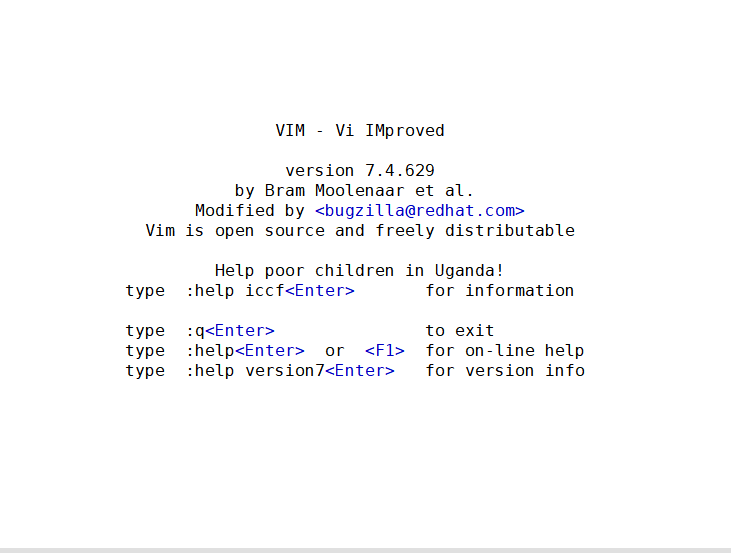 VIM - Vi IMproved
version 7.4.629
by Bram Moolenaar et al.
Modified by <bugzilla@redhat.com>
Vim is open source and freely distributable
Help poor children in Uganda!
type  :help iccf<Enter>       for information
type  :q<Enter>               to exit
type  :help<Enter>  or  <F1>  for on-line help
type  :help version7<Enter>   for version info